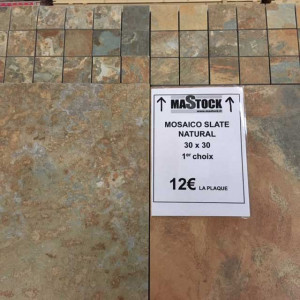 MASTOCK
MOSAICO SLATE
NATURAL
30 x 30
1er choix
12€ LA PLAQUE